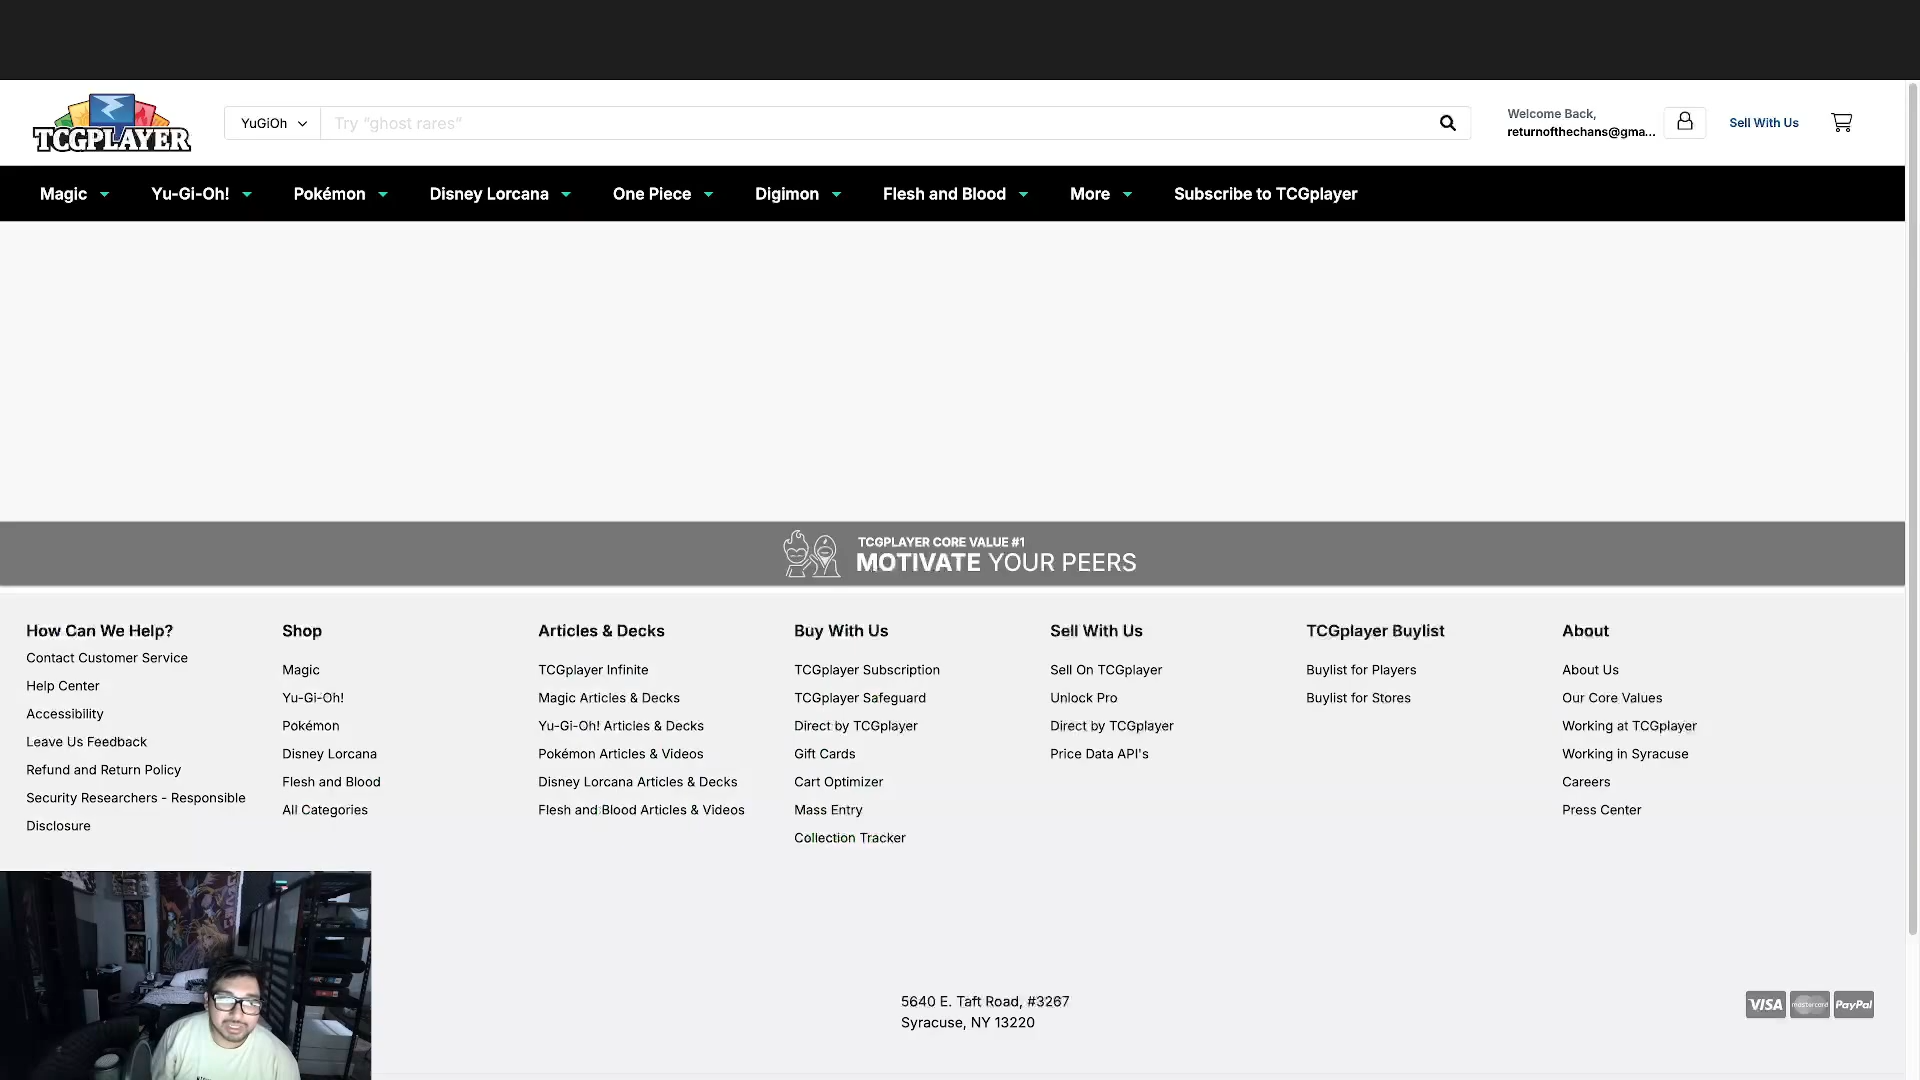 TCGPLAYER
YuGiOh
Try “ghost rares”
Welcome Back,
returnofthechans@gma...
Sell With Us
Magic
Yu-Gi-Oh!
Pokémon
Disney Lorcana
One Piece
Digimon
Flesh and Blood
More
Subscribe to TCGplayer
TCGPLAYER CORE VALUE #1
MOTIVATE YOUR PEERS
How Can We Help?
Contact Customer Service
Help Center
Accessibility
Leave Us Feedback
Refund and Return Policy
Security Researchers - Responsible
Disclosure
Shop
Magic
Yu-Gi-Oh!
Pokémon
Disney Lorcana
Flesh and Blood
All Categories
Articles & Decks
TCGplayer Infinite
Magic Articles & Decks
Yu-Gi-Oh! Articles & Decks
Pokémon Articles & Videos
Disney Lorcana Articles & Decks
Flesh and Blood Articles & Videos
Buy With Us
TCGplayer Subscription
TCGplayer Safeguard
Direct by TCGplayer
Gift Cards
Cart Optimizer
Mass Entry
Collection Tracker
Sell With Us
Sell On TCGplayer
Unlock Pro
Direct by TCGplayer
Price Data API's
TCGplayer Buylist
Buylist for Players
Buylist for Stores
About
About Us
Our Core Values
Working at TCGplayer
Working in Syracuse
Careers
Press Center
5640 E. Taft Road, #3267
Syracuse, NY 13220
VISA
mastercard
PayPal